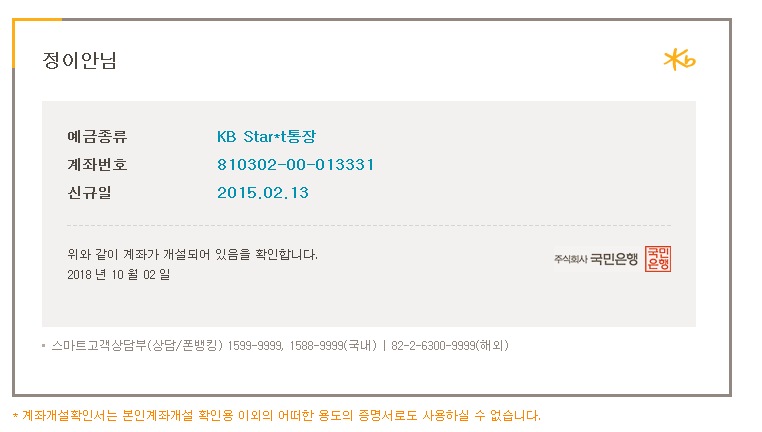 정이안님
Kb
예금종류 KB Star*t통장
계좌번호 810302-00-013331
신규일 2015.02.13
위와 같이 계좌가 개설되어 있음을 확인합니다.
2018 년 10 월 02 일
주식회사 국민은행 국민은행
스마트고객상담부(상담/폰뱅킹) 1599-9999, 1588-9999(국내) | 82-2-6300-9999(해외)
* 계좌개설확인서는 본인계좌개설 확인용 이외의 어떠한 용도의 증명서로도 사용하실 수 없습니다.